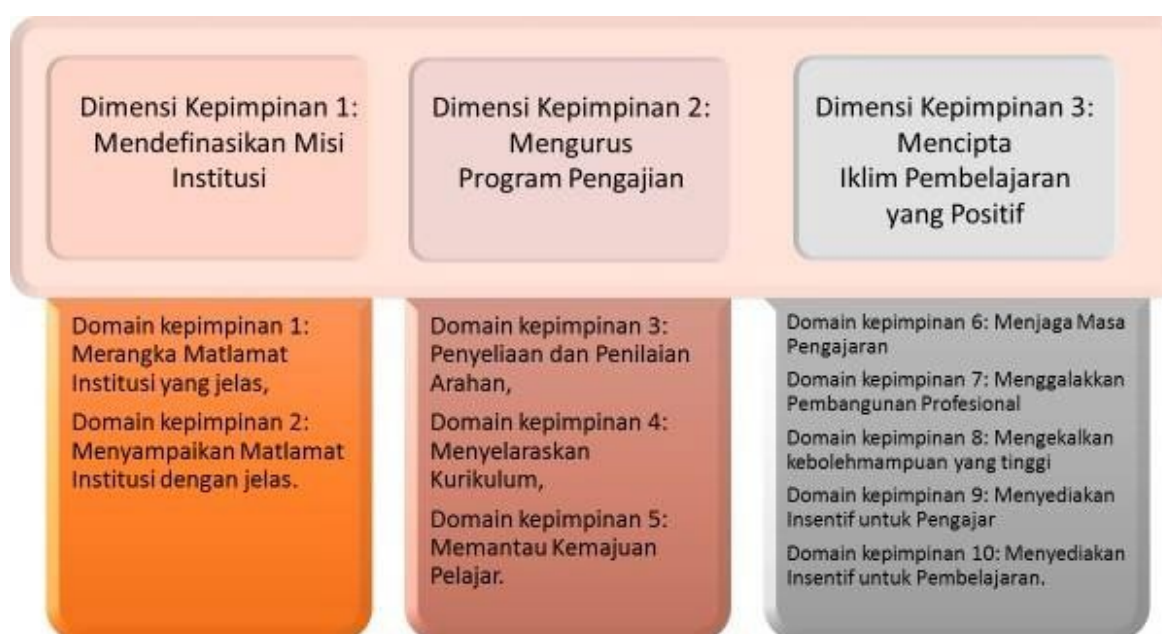 Dimensi Kepimpinan 1:
Mendefinasikan Misi
Institusi
Dimensi Kepimpinan 2:
Mengurus
Program Pengajian
Dimensi Kepimpinan 3:
Mencipta
Iklim Pembelajaran
yang Positif
Domain kepimpinan 1:
Merangka Matlamat
Institusi yang jelas,
Domain kepimpinan 2:
Menyampaikan Matlamat
Institusi dengan jelas.
Domain kepimpinan 3:
Penyeliaan dan Penilaian
Arahan,
Domain kepimpinan 4:
Menyelaraskan
Kurikulum,
Domain kepimpinan 5:
Memantau Kemajuan
Pelajar.
Domain kepimpinan 6: Menjaga Masa
Pengajaran
Domain kepimpinan 7: Menggalakkan
Pembangunan Profesional
Domain kepimpinan 8: Mengekalkan
kebolehmampuan yang tinggi
Domain kepimpinan 9: Menyediakan
Insentif untuk Pengajar
Domain kepimpinan 10: Menyediakan
Insentif untuk Pembelajaran.